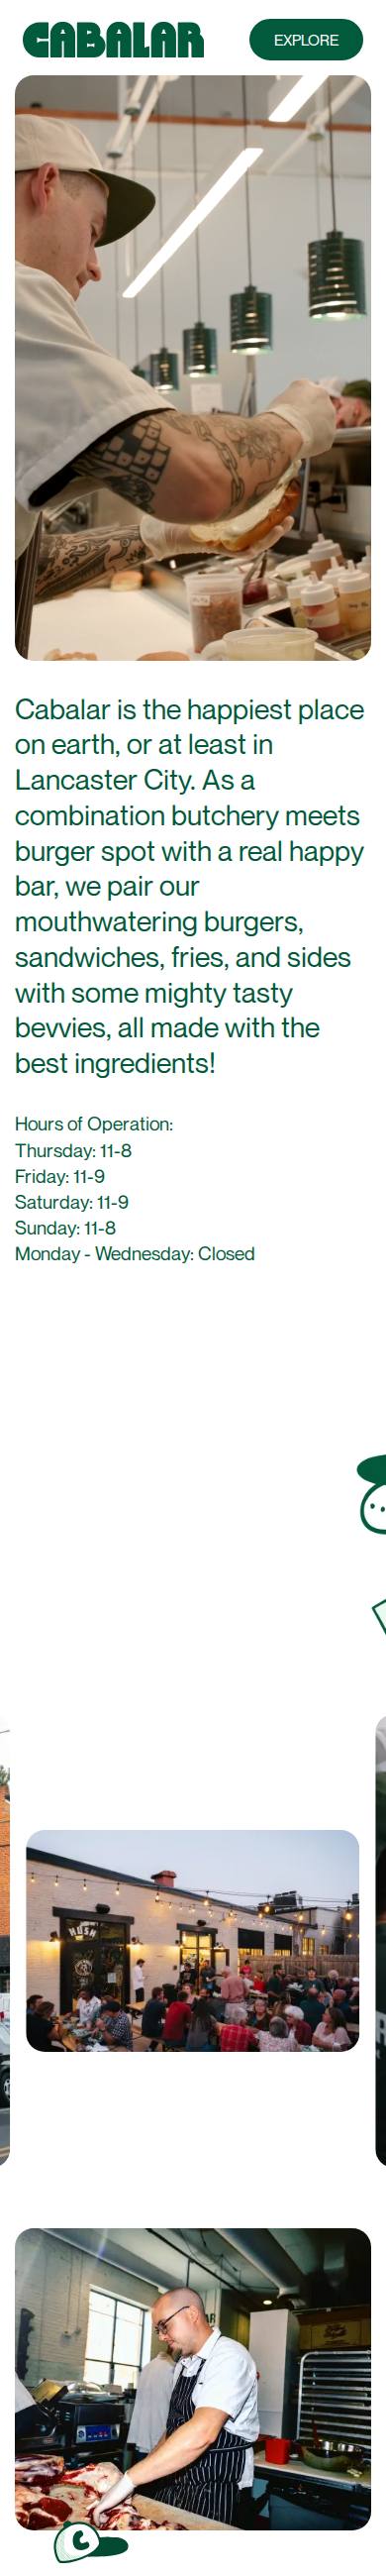 CABALAR
EXPLORE
Cabalar is the happiest place
on earth, or at least in
Lancaster City. As a
combination butchery meets
burger spot with a real happy
bar, we pair our
mouthwatering burgers,
sandwiches, fries, and sides
with some mighty tasty
bevvies, all made with the
best ingredients!
Hours of Operation:
Thursday: 11-8
Friday: 11-9
Saturday: 11-9
Sunday: 11-8
Monday - Wednesday: Closed
HUSH
C